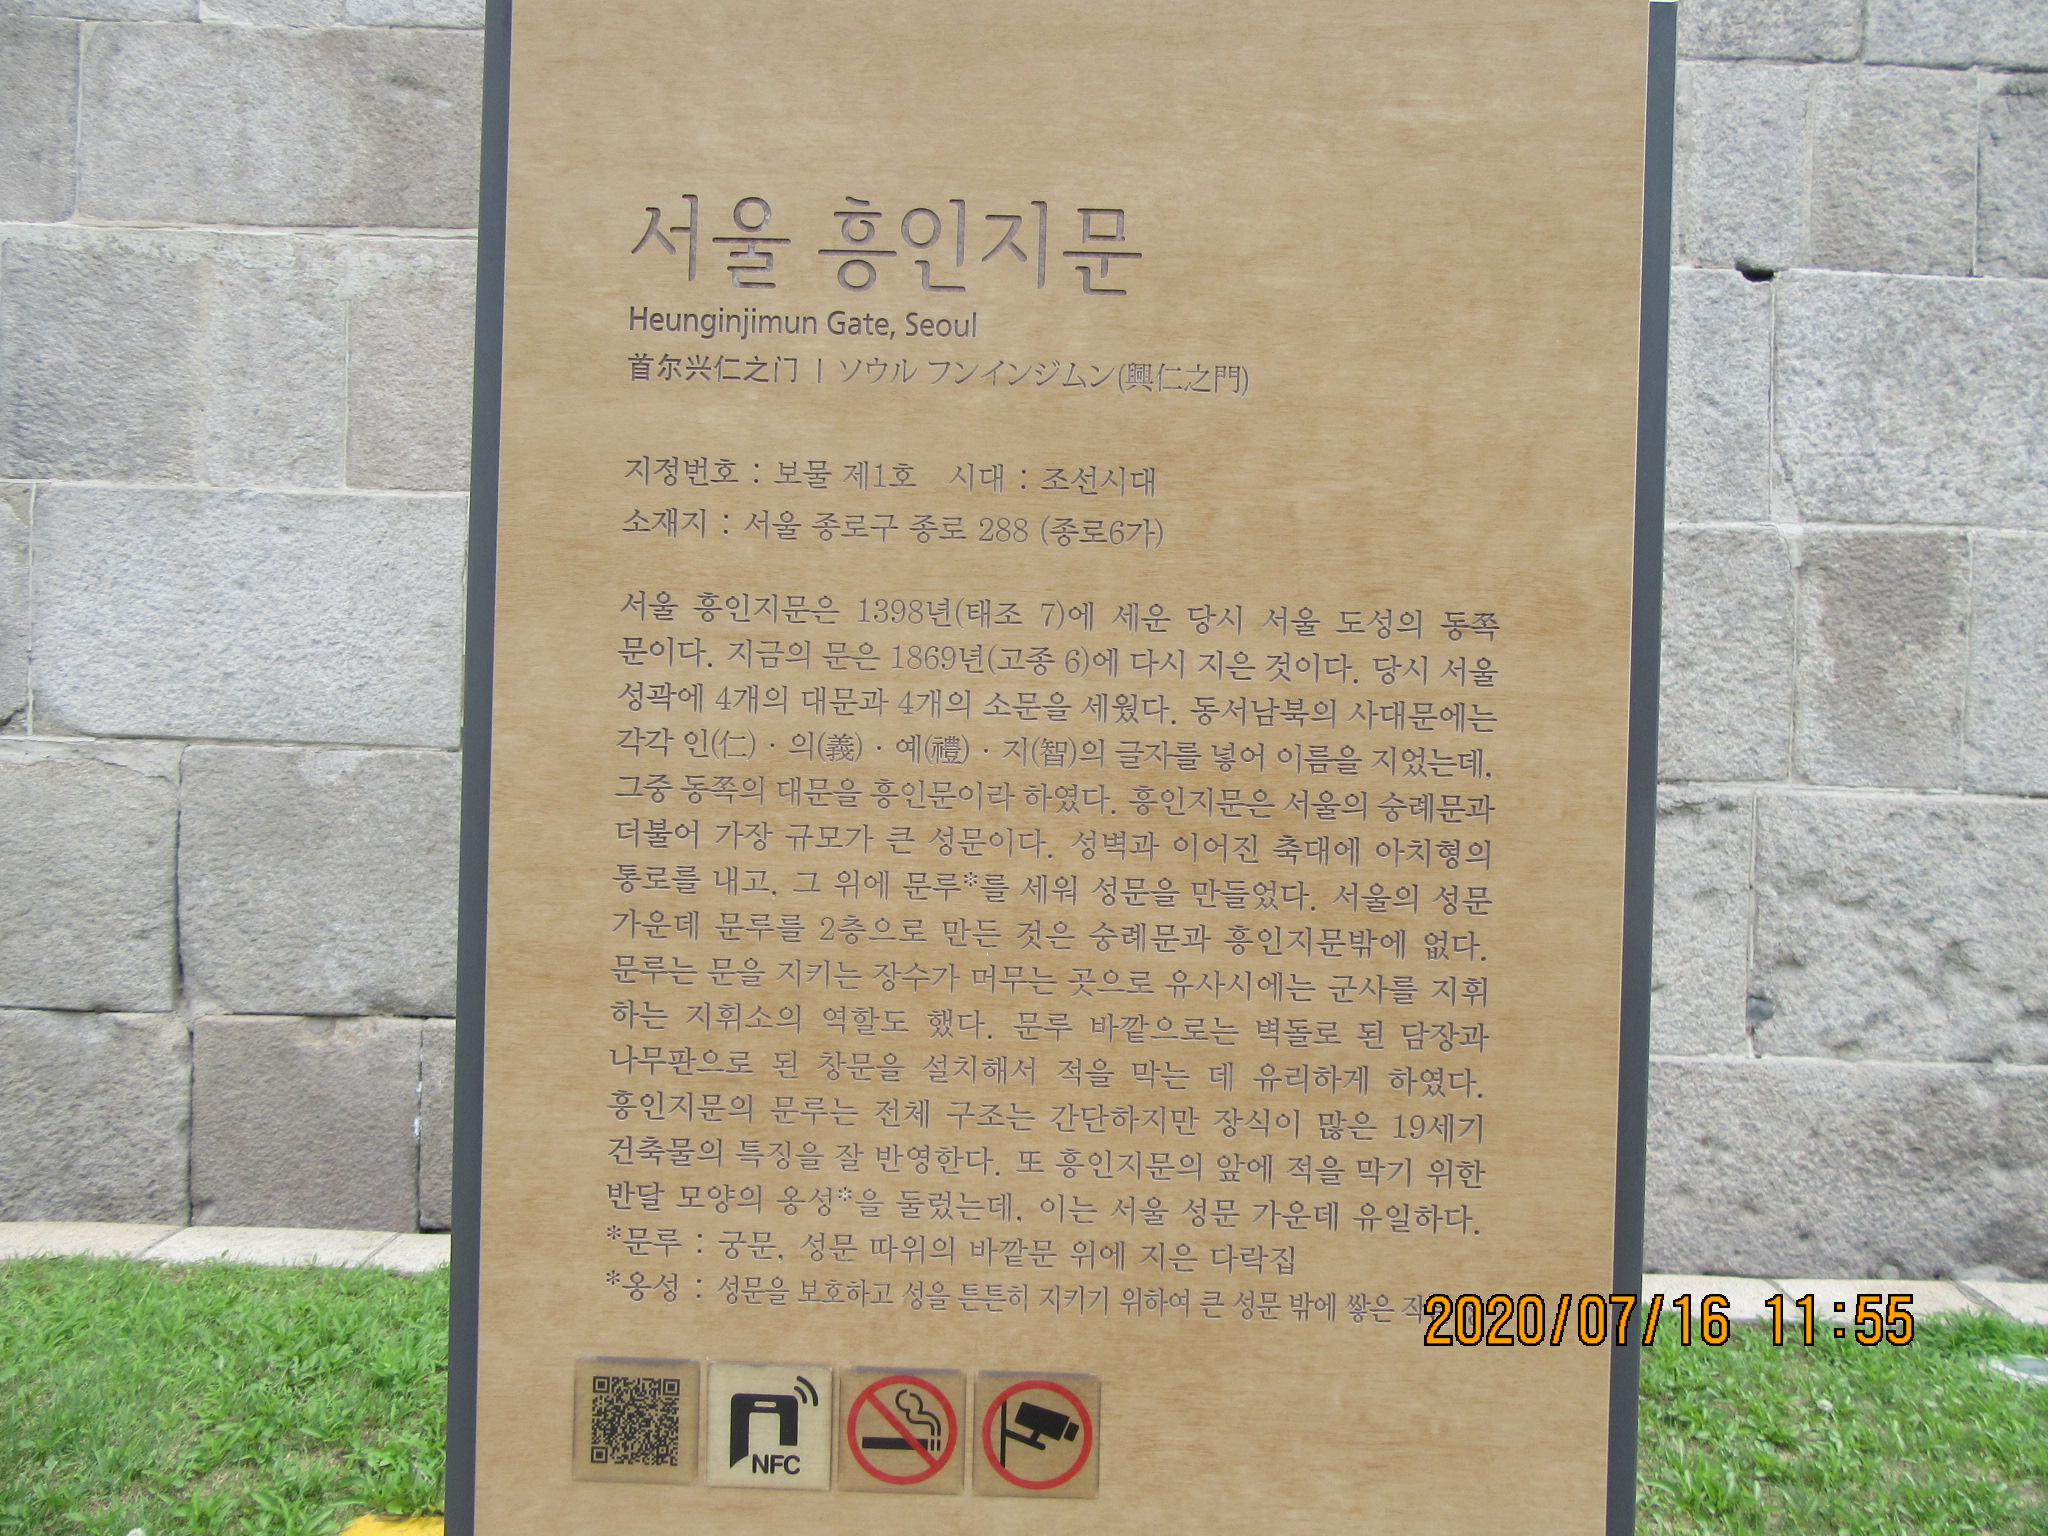 서울 흥인지문
Heunginjimun Gate, Seoul
首尔兴仁之门 | ソウル フンインジムン(興仁之門)
지정번호 : 보물 제1호 시대 : 조선시대
소재지 : 서울 종로구 종로 288 (종로6가)
서울 흥인지문은 1398년(태조 7)에 세운 당시 서울 도성의 동쪽
문이다. 지금의 문은 1869년(고종 6)에 다시 지은 것이다. 당시 서울
성곽에 4개의 대문과 4개의 소문을 세웠다. 동서남북의 사대문에는
각각 인(仁) · 의(義) · 예(禮) · 지(智)의 글자를 넣어 이름을 지었는데,
그중 동쪽의 대문을 흥인문이라 하였다. 흥인지문은 서울의 숭례문과
더불어 가장 규모가 큰 성문이다. 성벽과 이어진 축대에 아치형의
통로를 내고, 그 위에 문루*를 세워 성문을 만들었다. 서울의 성문
가운데 문루를 2층으로 만든 것은 숭례문과 흥인지문밖에 없다.
문루는 문을 지키는 장수가 머무는 곳으로 유사시에는 군사를 지휘
하는 지휘소의 역할도 했다. 문루 바깥으로는 벽돌로 된 담장과
나무판으로 된 창문을 설치해서 적을 막는 데 유리하게 하였다.
흥인지문의 문루는 전체 구조는 간단하지만 장식이 많은 19세기
건축물의 특징을 잘 반영한다. 또 흥인지문의 앞에 적을 막기 위한
반달 모양의 옹성*을 둘렀는데, 이는 서울 성문 가운데 유일하다.
*문루 : 궁문, 성문 따위의 바깥문 위에 지은 다락집
*옹성 : 성문을 보호하고 성을 튼튼히 지키기 위하여 큰 성문 밖에 쌓은
2020/07/16 11:55
NFC